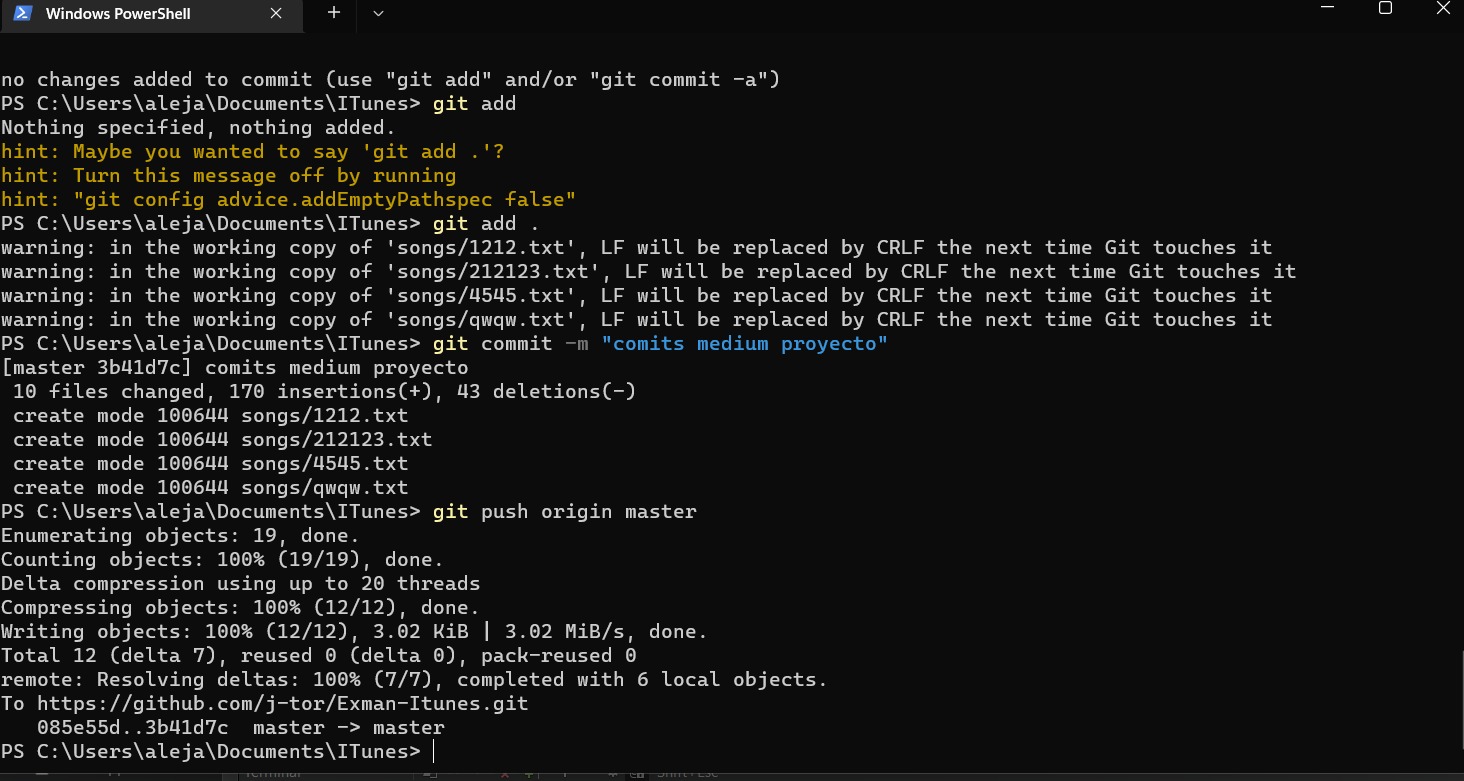 Windows PowerShell
no changes added to commit (use "git add" and/or "git commit -a")
PS C:\Users\aleja\Documents\ITunes> git add
Nothing specified, nothing added.
hint: Maybe you wanted to say 'git add .'?
hint: Turn this message off by running
hint: "git config advice.addEmptyPathspec false"
PS C:\Users\aleja\Documents\ITunes> git add .
warning: in the working copy of 'songs/1212.txt', LF will be replaced by CRLF the next time Git touches it
warning: in the working copy of 'songs/212123.txt', LF will be replaced by CRLF the next time Git touches it
warning: in the working copy of 'songs/4545.txt', LF will be replaced by CRLF the next time Git touches it
warning: in the working copy of 'songs/qwqw.txt', LF will be replaced by CRLF the next time Git touches it
PS C:\Users\aleja\Documents\ITunes> git commit -m "comits medium proyecto"
[master 3b41d7c] comits medium proyecto
 10 files changed, 170 insertions(+), 43 deletions(-)
 create mode 100644 songs/1212.txt
 create mode 100644 songs/212123.txt
 create mode 100644 songs/4545.txt
 create mode 100644 songs/qwqw.txt
PS C:\Users\aleja\Documents\ITunes> git push origin master
Enumerating objects: 19, done.
Counting objects: 100% (19/19), done.
Delta compression using up to 20 threads
Compressing objects: 100% (12/12), done.
Writing objects: 100% (12/12), 3.02 KiB | 3.02 MiB/s, done.
Total 12 (delta 7), reused 0 (delta 0), pack-reused 0
remote: Resolving deltas: 100% (7/7), completed with 6 local objects.
To https://github.com/j-tor/Exman-Itunes.git
   085e55d..3b41d7c  master -> master
PS C:\Users\aleja\Documents\ITunes>